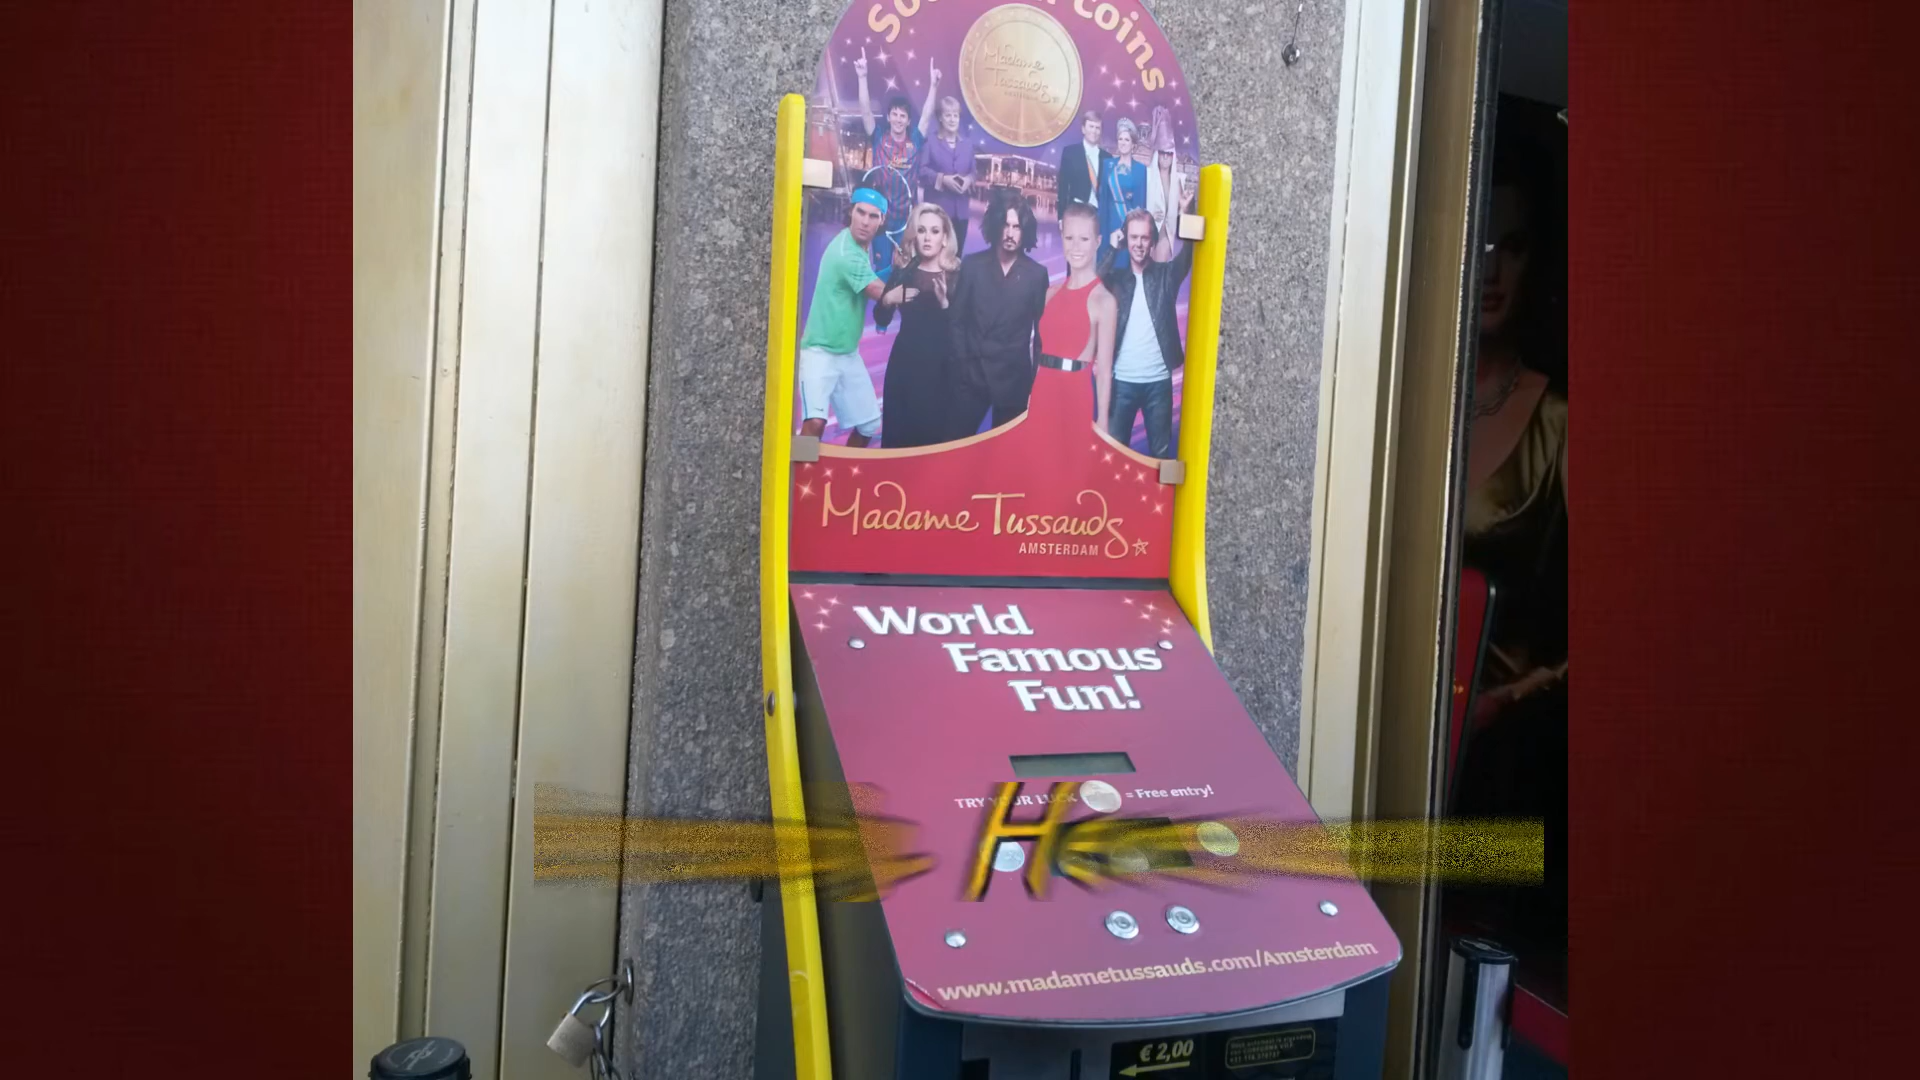 Coins
Madame
Tussauds
Madame Tussauds
AMSTERDAM
World
Famous
Fun!
TRY YOUR LUCK = Free entry!
He
www.madametussauds.com/Amsterdam
€ 2,00